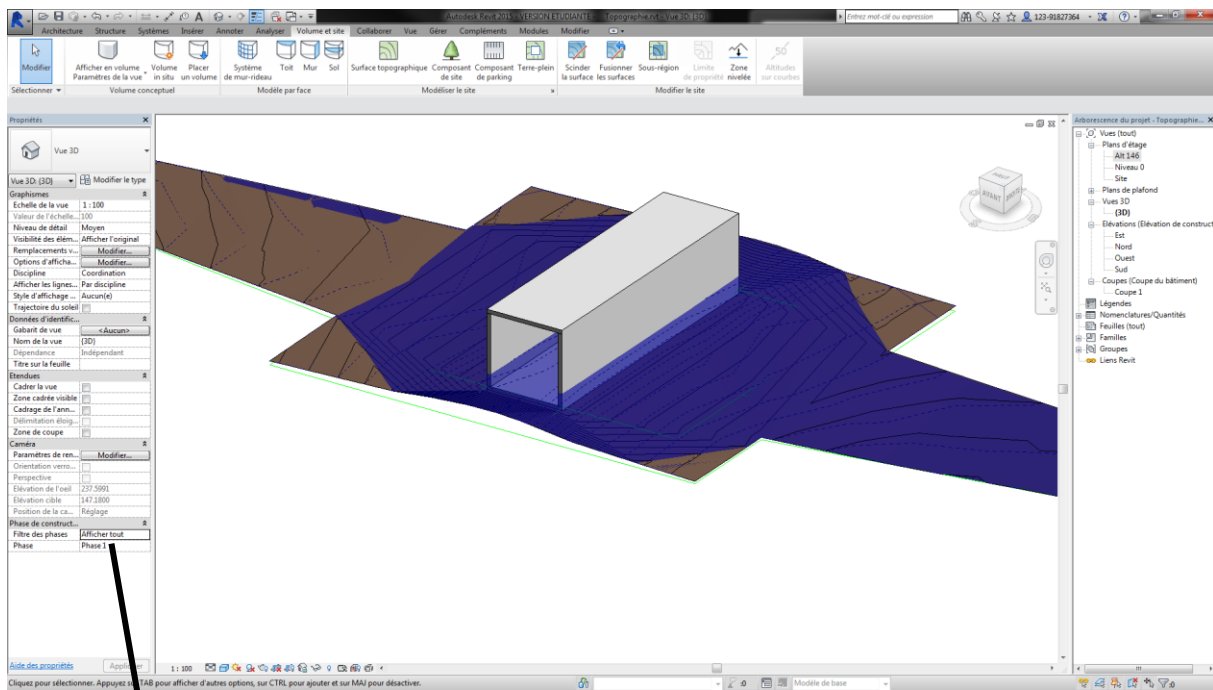 Autodesk Revit 2015 - VERSION ETUDIANTE - Topographie.rvt - Vue 3D: {3D}
Entrez mot-clé ou expression
123-91827364
Architecture Structure Systèmes Insérer Annoter Analyser Volume et site Collaborer Vue Gérer Compléments Modules Modifier
Modifier
Afficher en volume
Paramètres de la vue
Volume
in situ
Placer
un volume
Système
de mur-rideau
Toit
Mur
Sol
Surface topographique
Composant
de site
Composant
de parking
Terre-plein
Scinder
la surface
Fusionner
les surfaces
Sous-région
Limite
de propriété
Zone
nivelée
Altitudes
sur courbes
Sélectionner
Volume conceptuel
Modèle par face
Modéliser le site
Modifier le site
Propriétés
Vue 3D
Vue 3D: {3D}
Modifier le type
Graphismes
Echelle de la vue 1 : 100
Valeur de l'échelle... 100
Niveau de détail Moyen
Visibilité des élém... Afficher l'original
Remplacements v... Modifier...
Options d'afficha... Modifier...
Discipline Coordination
Afficher les lignes... Par discipline
Style d'affichage ... Aucun(e)
Trajectoire du soleil
Données d'identific...
Gabarit de vue <Aucun>
Nom de la vue {3D}
Dépendance Indépendant
Titre sur la feuille
Etendues
Cadrer la vue
Zone cadrée visible
Cadrage de l'ann...
Délimitation éloig...
Zone de coupe
Caméra
Paramètres de ren... Modifier...
Orientation verro...
Perspective
Elévation de l'oeil 237.5991
Elévation cible 147.1800
Position de la ca... Réglage
Phase de construct...
Filtre des phases Afficher tout
Phase Phase 1
Aide des propriétés
AVANT
Arborescence du projet - Topographie...
Vues (tout)
Plans d'étage
Alt 146
Niveau 0
Site
Plans de plafond
Vues 3D
{3D}
Elévations (Elévation de construct
Est
Nord
Ouest
Sud
Coupes (Coupe du bâtiment)
Coupe 1
Légendes
Nomenclatures/Quantités
Feuilles (tout)
Familles
Groupes
Liens Revit
1 : 100
Cliquez pour sélectionner. Appuyez TAB pour afficher d'autres options, sur CTRL pour ajouter et sur MAJ pour désactiver.
:0
Modèle de base
:0